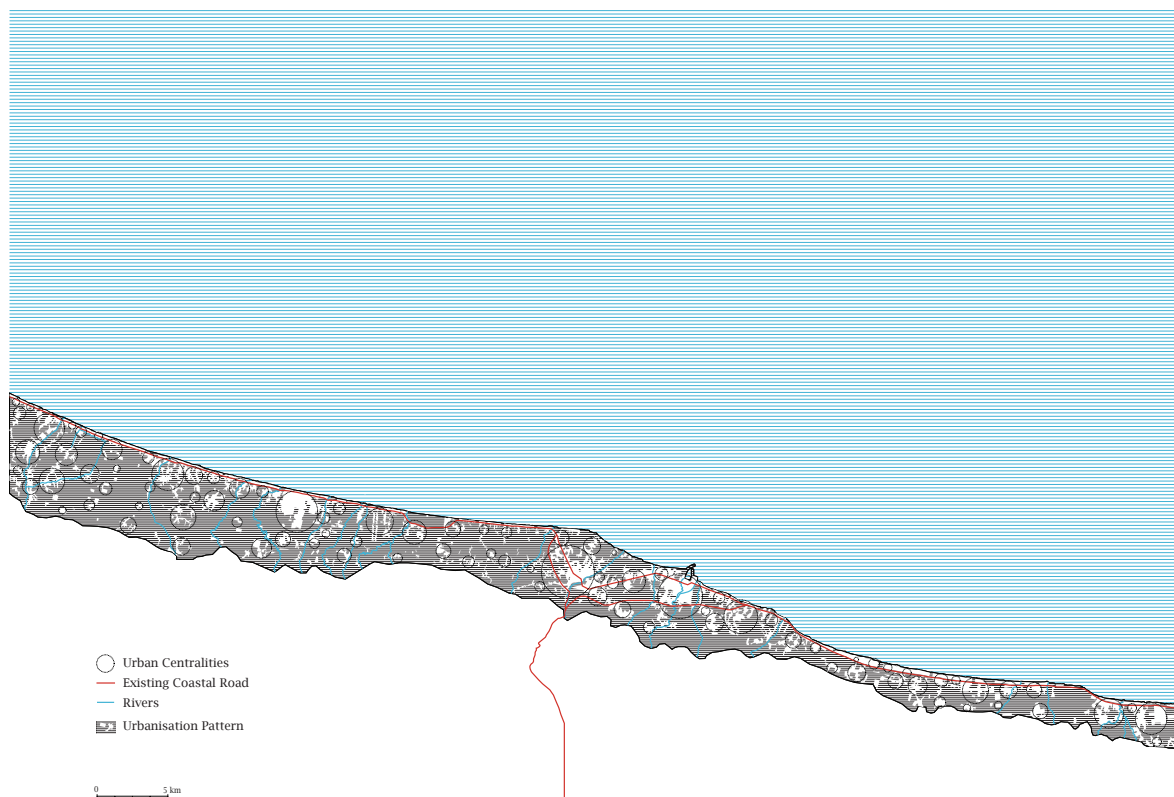 Urban Centralities
Existing Coastal Road
Rivers
Urbanisation Pattern
0 5 km